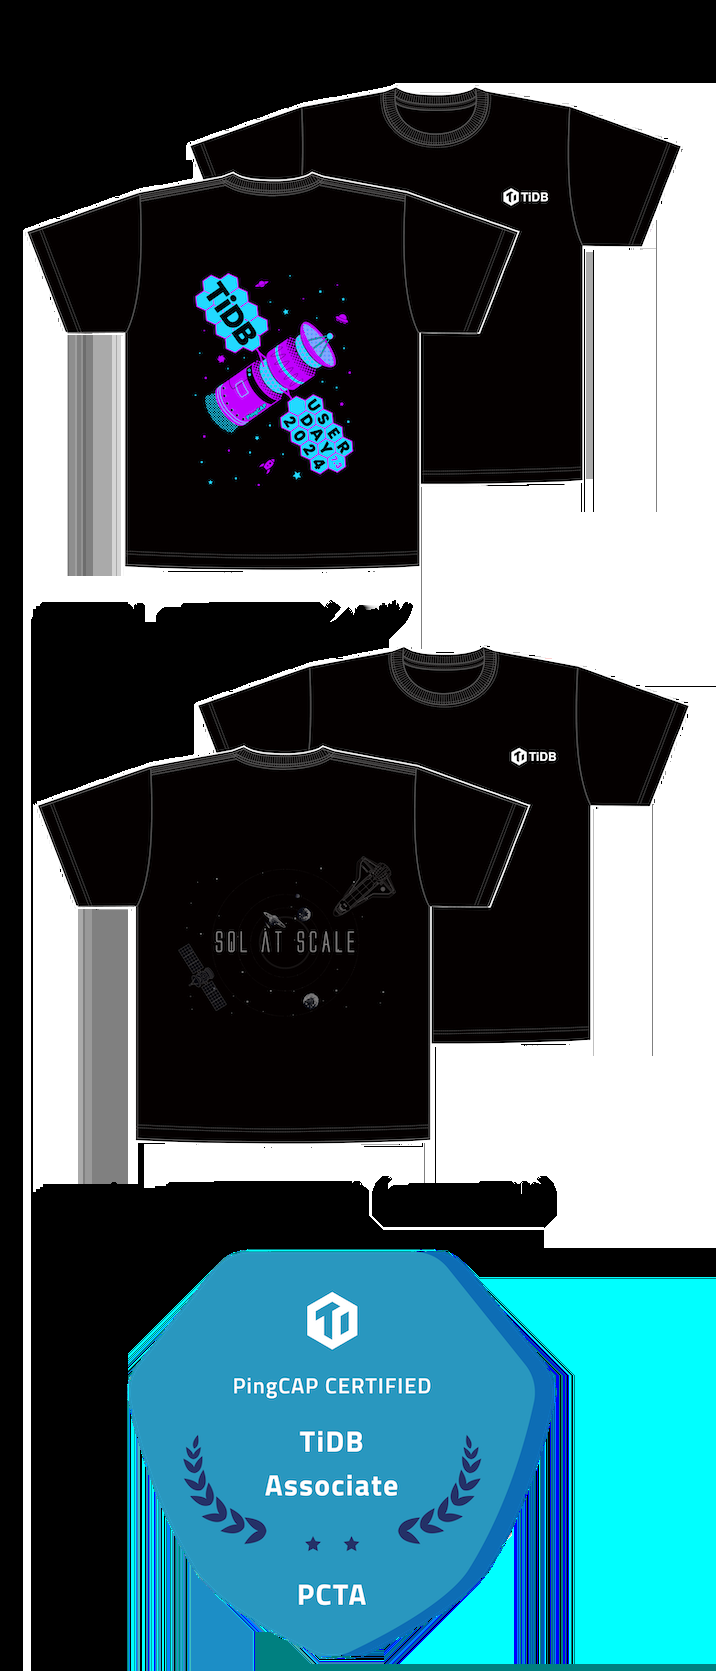 TiDB
TiDB
USER
DAY
2024
TiDB
SQL AT SCALE
PingCAP CERTIFIED
TiDB
Associate
PCTA